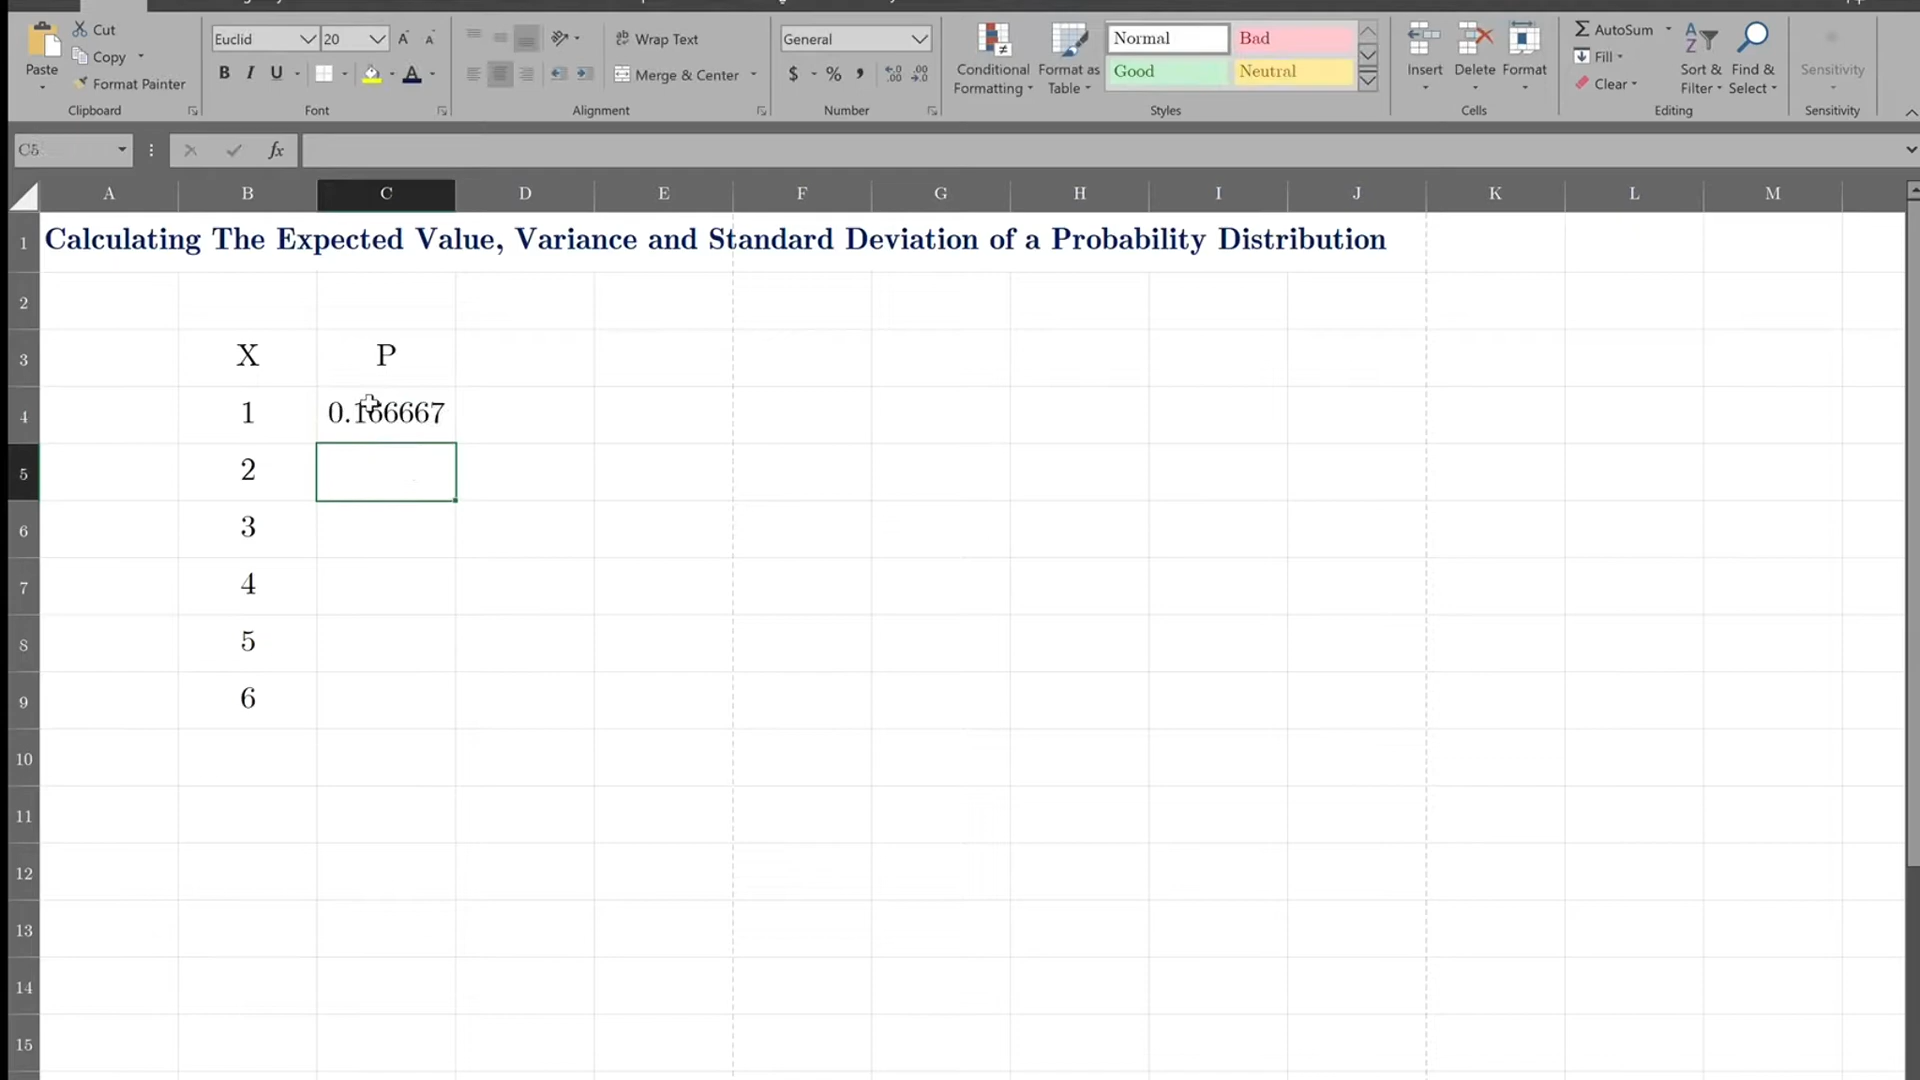 Cut
Copy
Format Painter
Paste
Clipboard
Euclid 20
B I U
Font
Wrap Text
Merge & Center
Alignment
General
$ % ,
Number
Conditional
Formatting
Format as
Table
Normal Bad
Good Neutral
Styles
Insert Delete Format
Cells
AutoSum
Fill
Clear
Sort &
Filter
Find &
Select
Editing
Sensitivity
Sensitivity
C5 fx
A B C D E F G H I J K L M
1 Calculating The Expected Value, Variance and Standard Deviation of a Probability Distribution
2
3 X P
4 1 0.166667
5 2
6 3
7 4
8 5
9 6
10
11
12
13
14
15